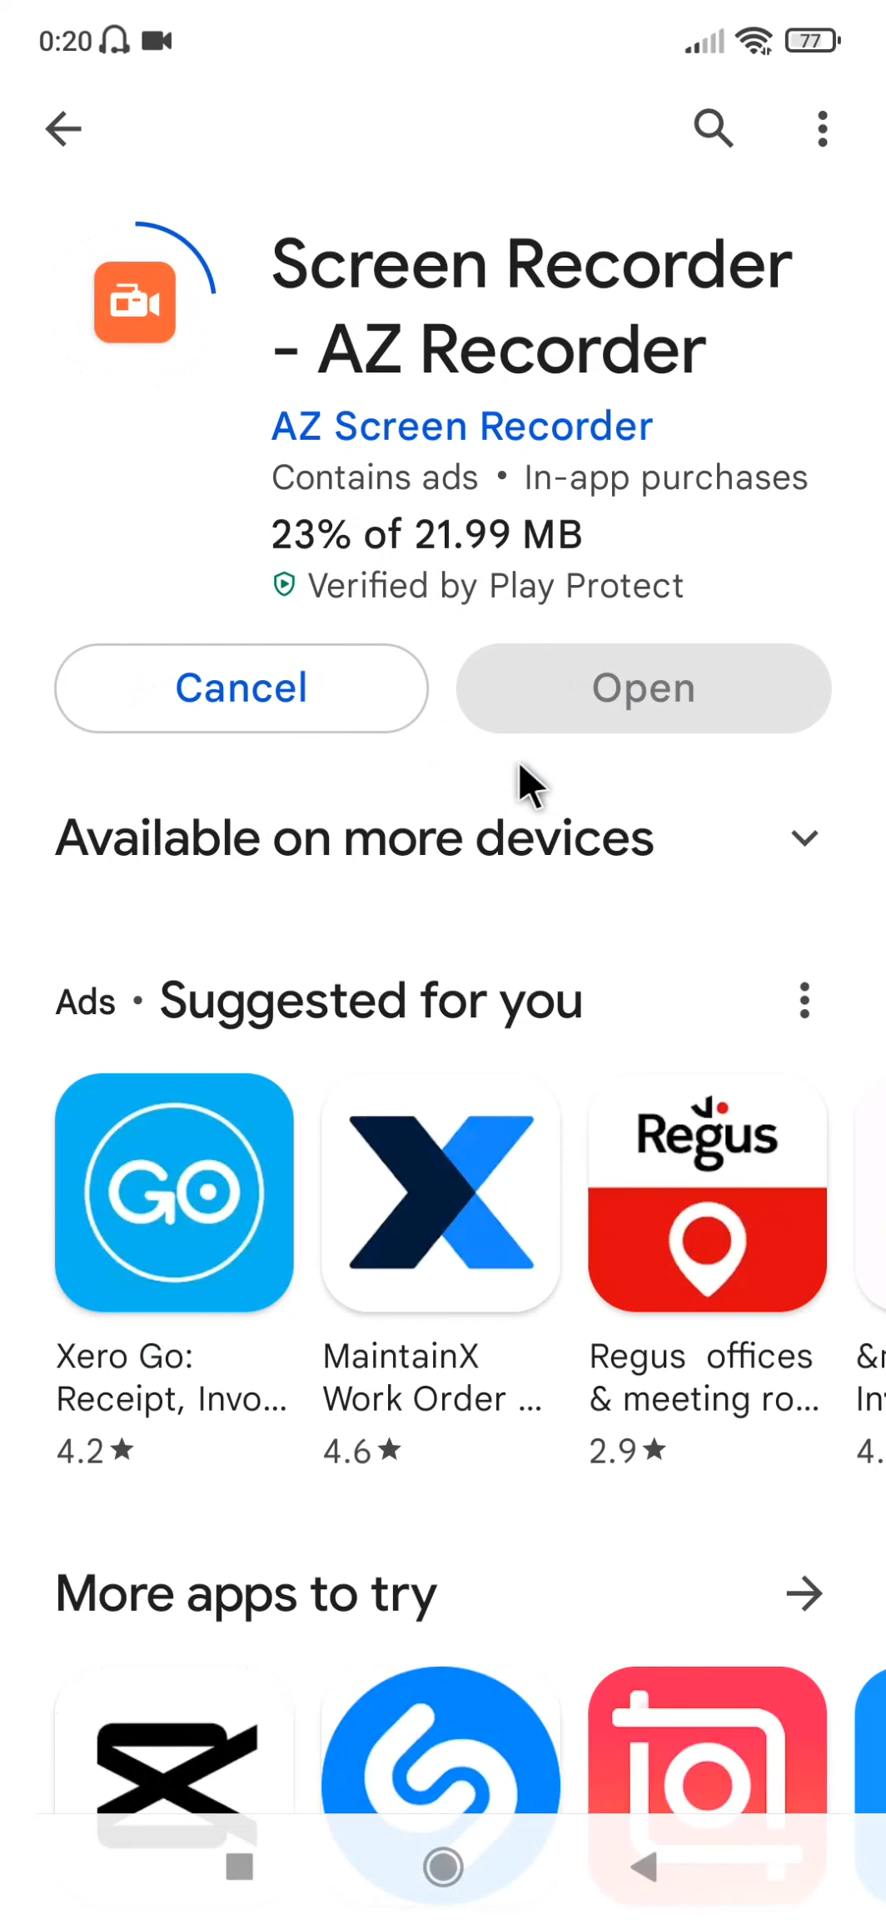 0:20
77
Screen Recorder
- AZ Recorder
AZ Screen Recorder
Contains ads • In-app purchases
23% of 21.99 MB
Verified by Play Protect
Cancel
Open
Available on more devices
Ads • Suggested for you
GO
Regus
Xero Go:
Receipt, Invo...
4.2★
MaintainX
Work Order ...
4.6★
Regus offices
& meeting ro...
2.9★
4.
More apps to try